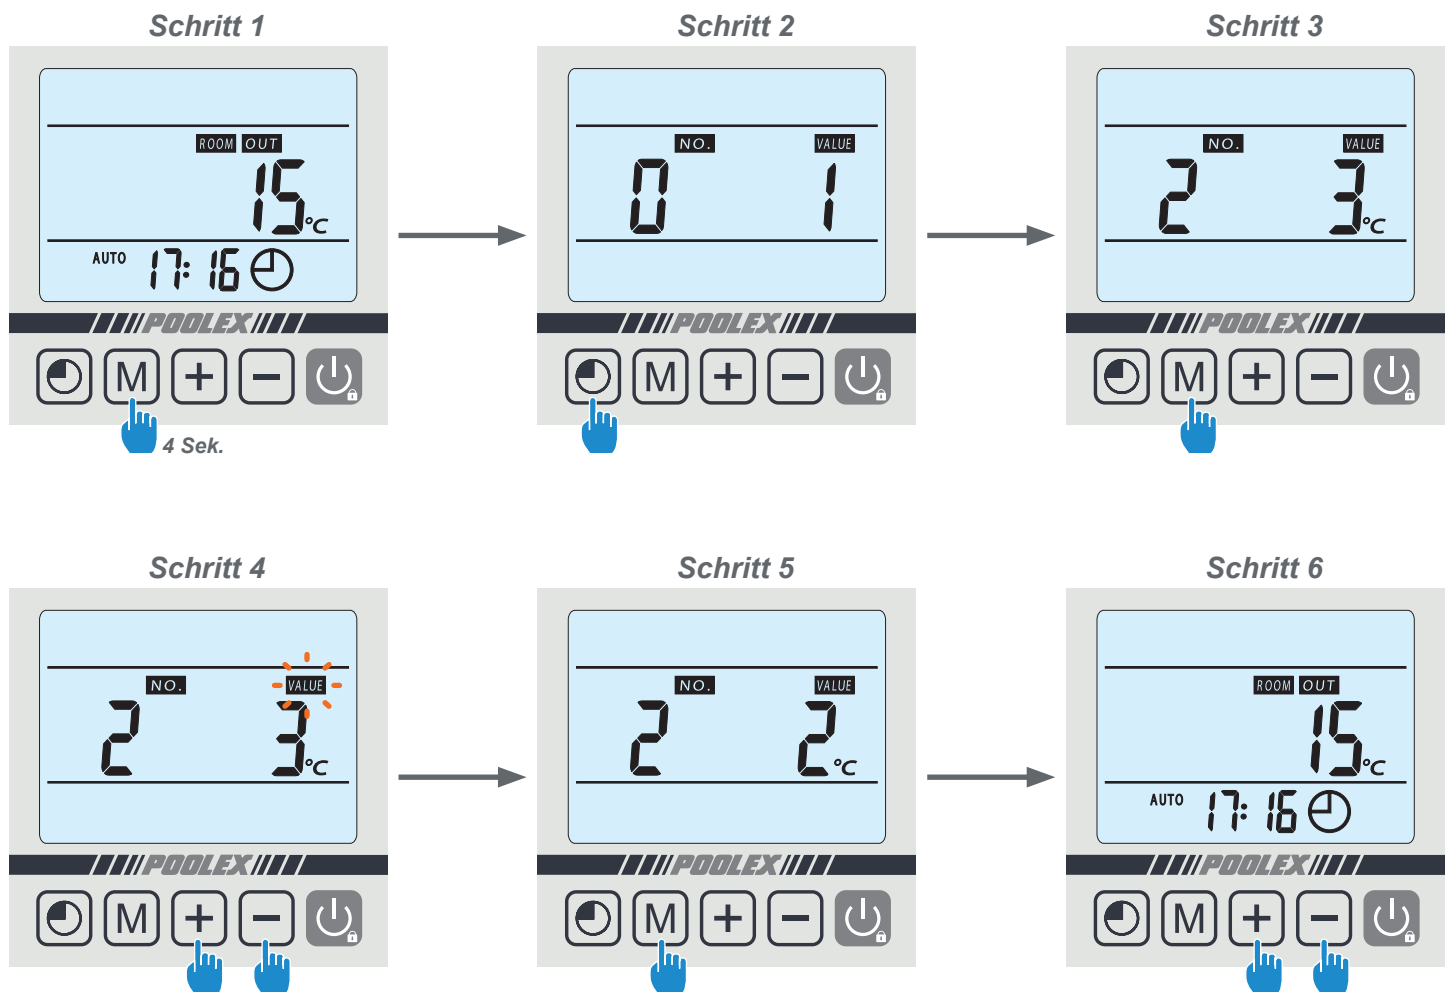 Schritt 1
ROOM OUT
15 °C
AUTO 17:16
POOLEX
M + −
4 Sek.
Schritt 2
NO. VALUE
0 1
POOLEX
M + −
Schritt 3
NO. VALUE
2 3 °C
POOLEX
M + −
Schritt 4
NO. VALUE
2 3 °C
POOLEX
M + −
Schritt 5
NO. VALUE
2 2 °C
POOLEX
M + −
Schritt 6
ROOM OUT
15 °C
AUTO 17:16
POOLEX
M + −